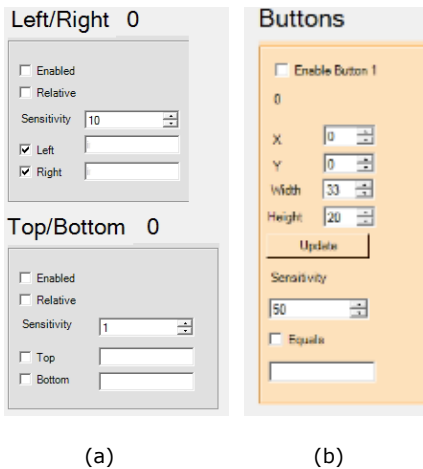 Left/Right 0
Enabled
Relative
Sensitivity 10
Left
Right
Top/Bottom 0
Enabled
Relative
Sensitivity 1
Top
Bottom
(a)
Buttons
Enable Button 1
0
X 0
Y 0
Width 33
Height 20
Update
Sensitivity
50
Equals
(b)